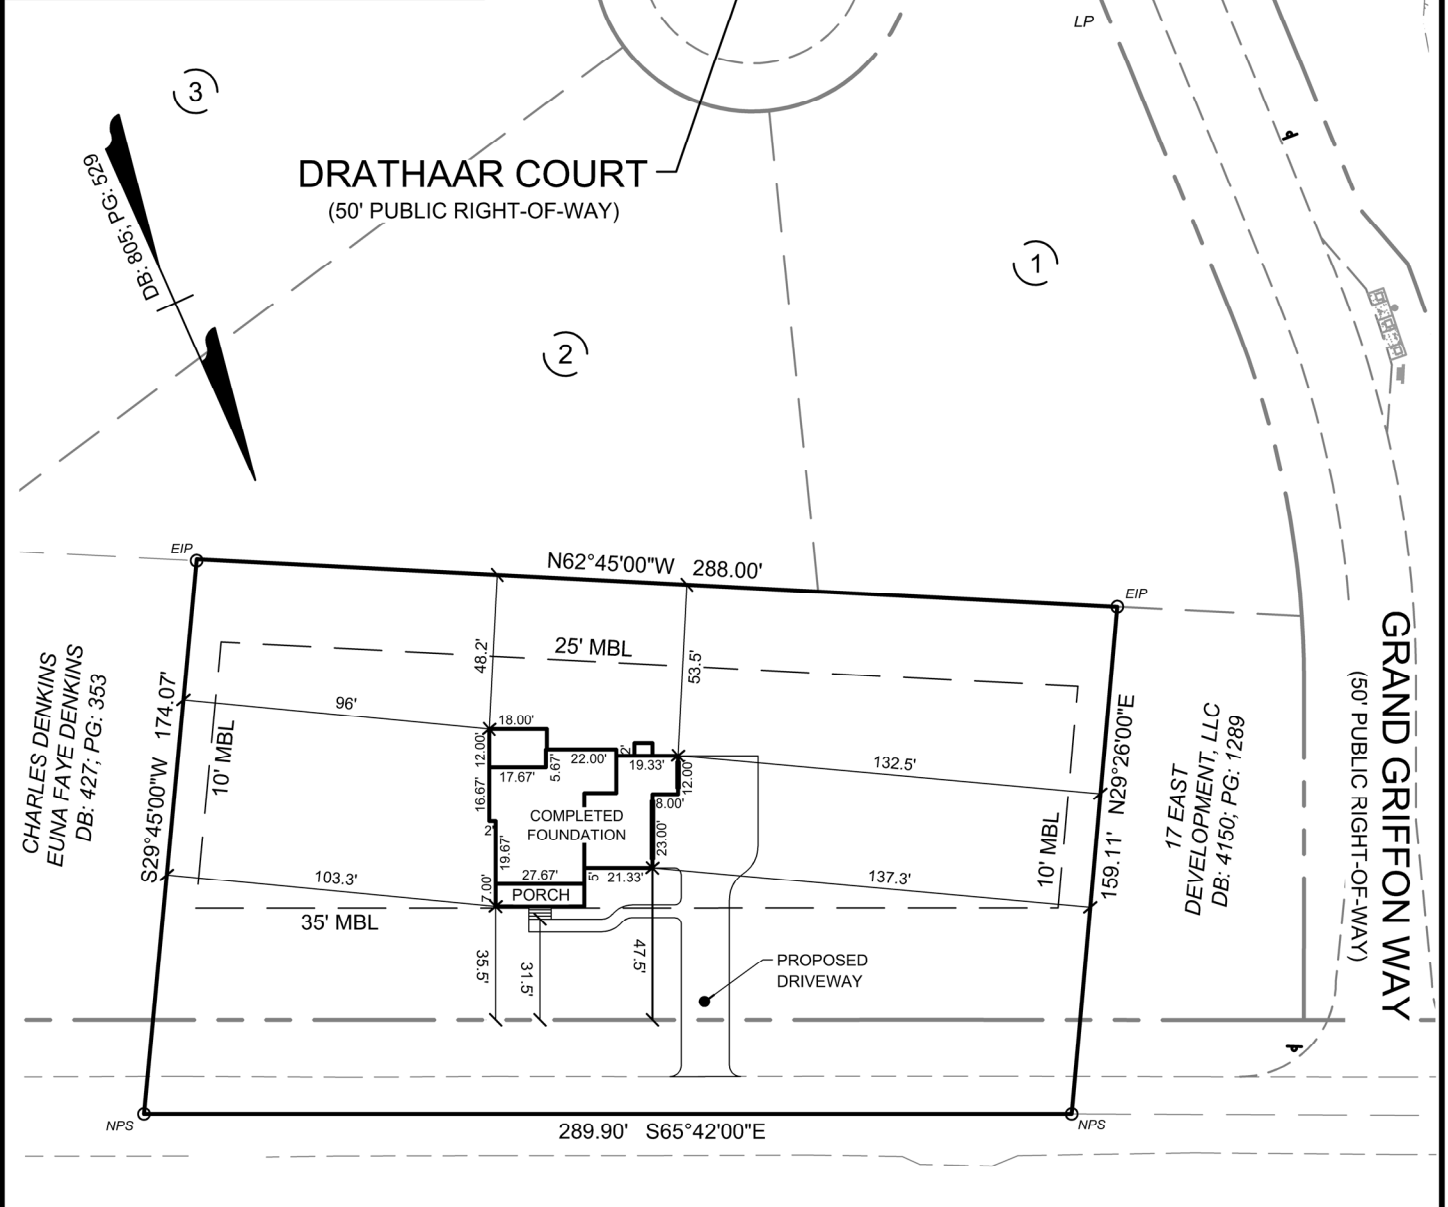 LP
3
DRATHAAR COURT
(50' PUBLIC RIGHT-OF-WAY)
DB: 805; PG: 529
1
2
EIP
N62°45'00"W 288.00'
EIP
25' MBL
48.2'
53.5'
CHARLES DENKINS
EUNA FAYE DENKINS
DB: 427; PG: 353
S29°45'00"W 174.07'
10' MBL
96'
18.00'
12.00'
17.67'
5.67'
22.00'
2'
19.33'
12.00'
132.5'
16.67'
8.00'
COMPLETED
FOUNDATION
2'
19.67'
23.00'
27.67'
5'
21.33'
7.00'
PORCH
103.3'
137.3'
35' MBL
10' MBL
159.11' N29°26'00"E
17 EAST
DEVELOPMENT, LLC
DB: 4150; PG: 1289
GRAND GRIFFON WAY
(50' PUBLIC RIGHT-OF-WAY)
35.5'
31.5'
47.5'
PROPOSED
DRIVEWAY
NPS
289.90' S65°42'00"E
NPS